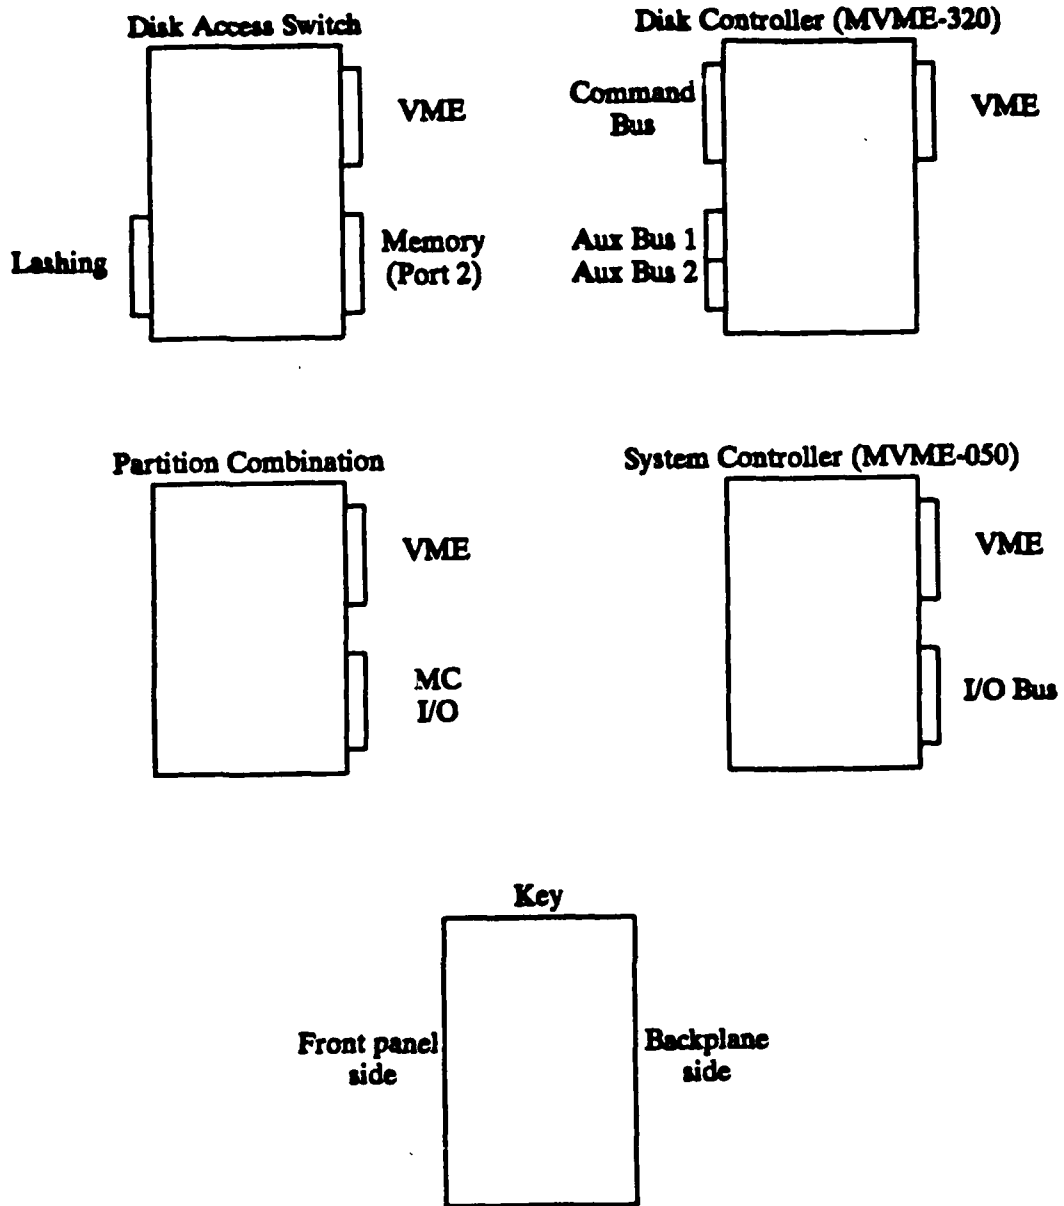 Disk Access Switch
VME
Lashing
Memory
(Port 2)
Disk Controller (MVME-320)
Command
Bus
VME
Aux Bus 1
Aux Bus 2
Partition Combination
VME
MC
I/O
System Controller (MVME-050)
VME
I/O Bus
Key
Front panel
side
Backplane
side